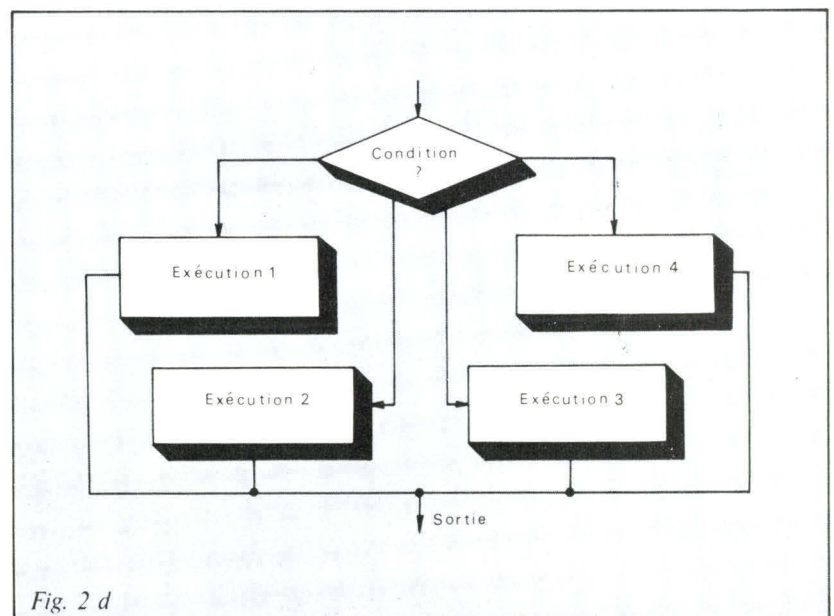 Condition
?
Exécution 1
Exécution 4
Exécution 2
Exécution 3
Sortie
Fig. 2 d